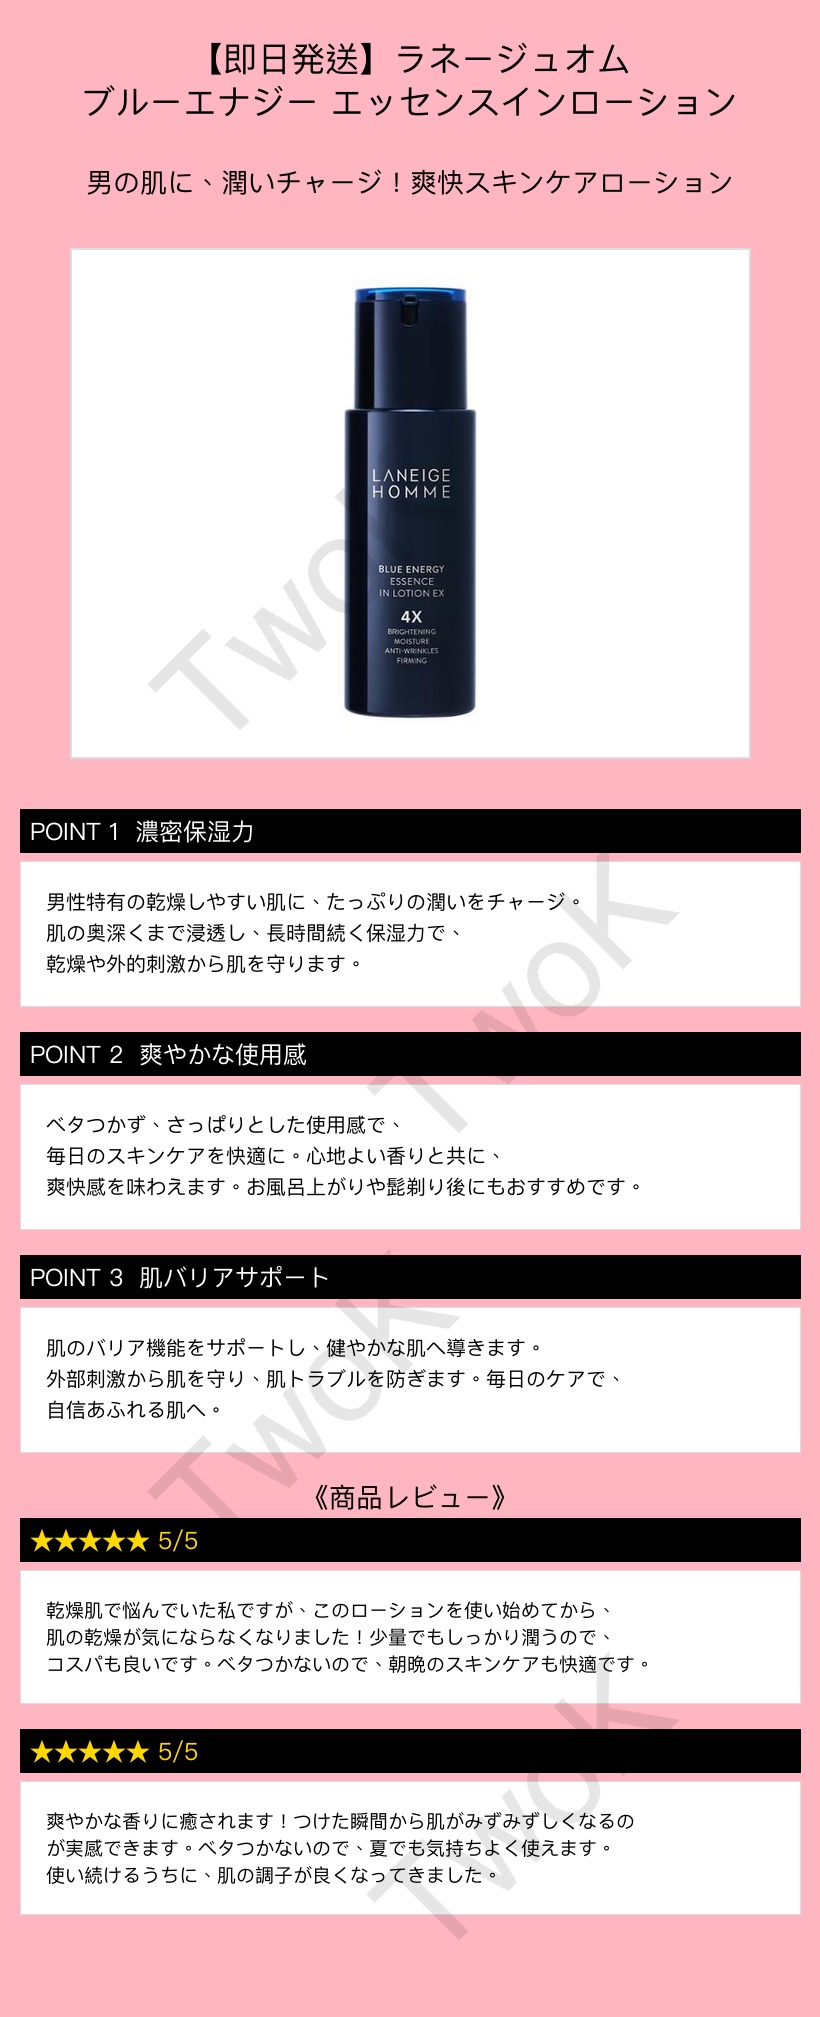 【即日発送】ラネージュオム
ブルーエナジー エッセンスインローション
男の肌に、潤いチャージ！爽快スキンケアローション
LANEIGE
HOMME
BLUE ENERGY
ESSENCE
IN LOTION EX
4X
BRIGHTENING
MOISTURE
ANTI-WRINKLES
FIRMING
Twok
POINT 1 濃密保湿力
男性特有の乾燥しやすい肌に、たっぷりの潤いをチャージ。
肌の奥深くまで浸透し、長時間続く保湿力で、
乾燥や外的刺激から肌を守ります。
Twok
POINT 2 爽やかな使用感
ベタつかず、さっぱりとした使用感で、
毎日のスキンケアを快適に。心地よい香りと共に、
爽快感を味わえます。お風呂上がりや髭剃り後にもおすすめです。
POINT 3 肌バリアサポート
肌のバリア機能をサポートし、健やかな肌へ導きます。
外部刺激から肌を守り、肌トラブルを防ぎます。毎日のケアで、
自信あふれる肌へ。
Twok
《商品レビュー》
★★★★★ 5/5
乾燥肌で悩んでいた私ですが、このローションを使い始めてから、
肌の乾燥が気にならなくなりました！少量でもしっかり潤うので、
コスパも良いです。ベタつかないので、朝晩のスキンケアも快適です。
★★★★★ 5/5
爽やかな香りに癒されます！つけた瞬間から肌がみずみずしくなるの
が実感できます。ベタつかないので、夏でも気持ちよく使えます。
使い続けるうちに、肌の調子が良くなってきました。
Twok